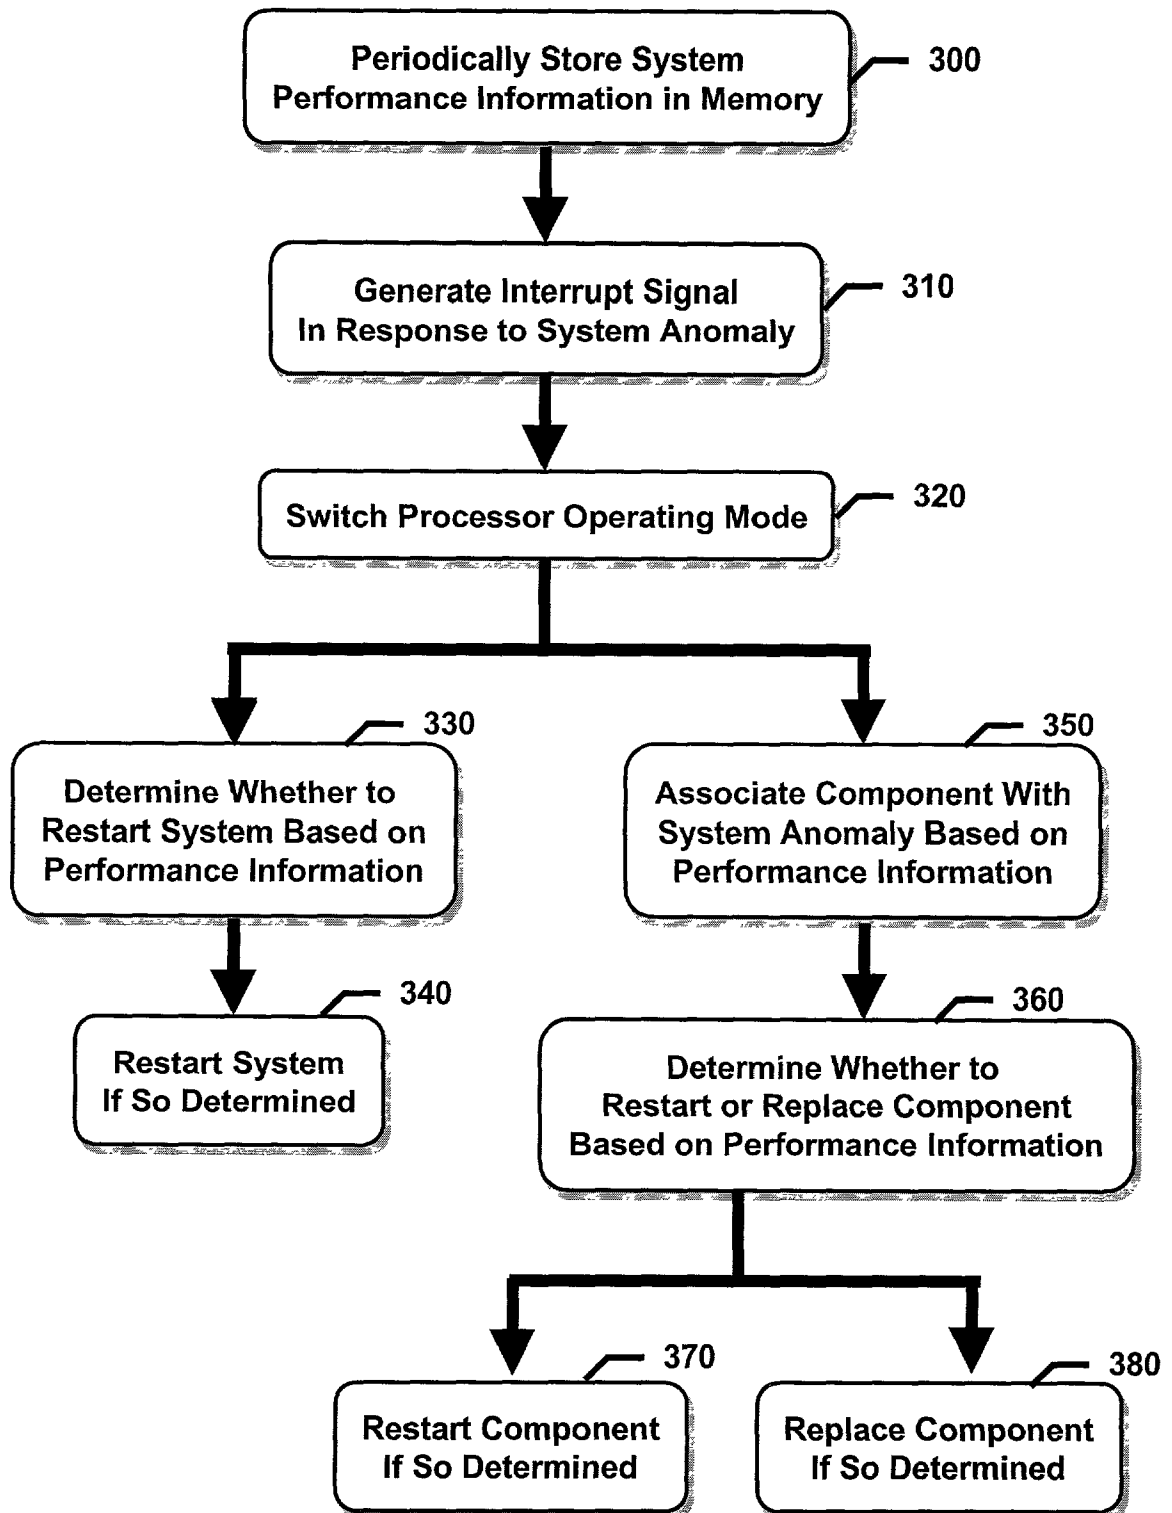 Periodically Store System
Performance Information in Memory
300
Generate Interrupt Signal
In Response to System Anomaly
310
Switch Processor Operating Mode
320
330
Determine Whether to
Restart System Based on
Performance Information
350
Associate Component With
System Anomaly Based on
Performance Information
340
Restart System
If So Determined
360
Determine Whether to
Restart or Replace Component
Based on Performance Information
370
Restart Component
If So Determined
380
Replace Component
If So Determined